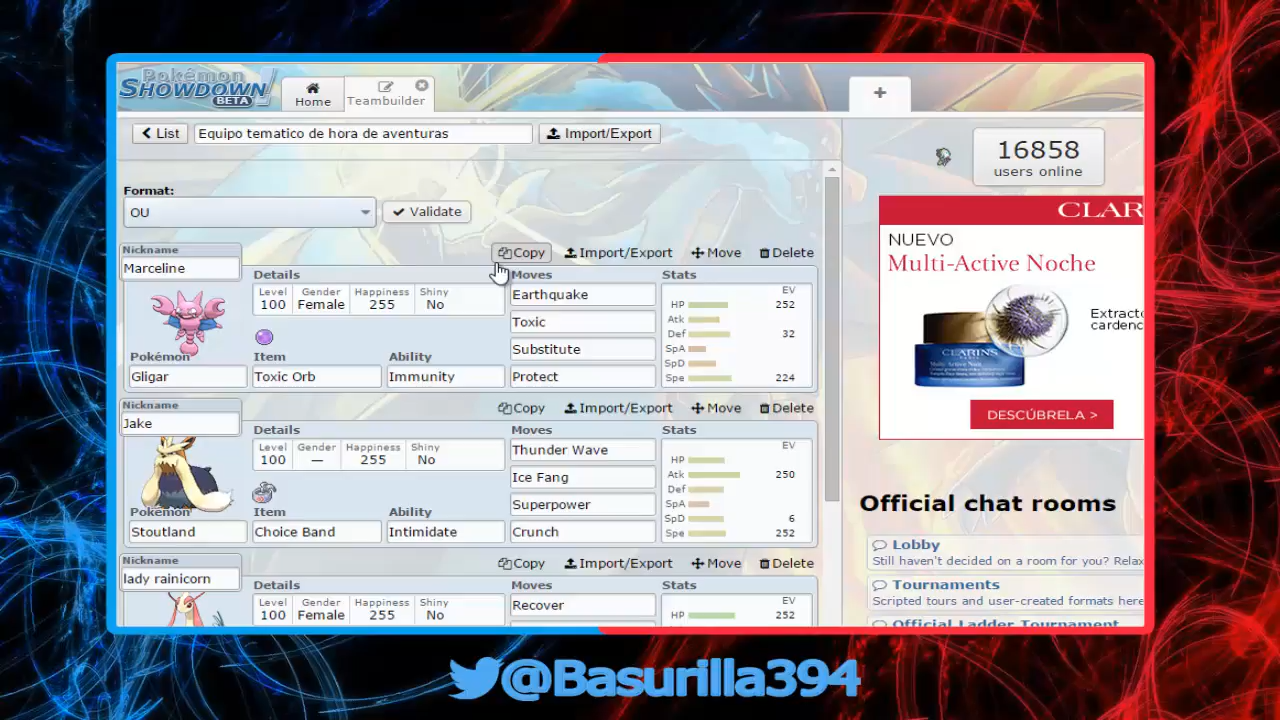 Pokémon
SHOWDOWN!
BETA
Home
Teambuilder
+
List
Equipo tematico de hora de aventuras
Import/Export
16858
users online
Format:
OU
Validate
CLAR
NUEVO
Multi-Active Noche
Extracto
cardenc
DESCÚBRELA >
Nickname
Marceline
Copy
Import/Export
Move
Delete
Details
Moves
Stats
Level
100
Gender
Female
Happiness
255
Shiny
No
Earthquake
Toxic
Substitute
Protect
EV
HP 252
Atk
Def 32
SpA
SpD
Spe 224
Pokémon
Gligar
Item
Toxic Orb
Ability
Immunity
Nickname
Jake
Copy
Import/Export
Move
Delete
Details
Moves
Stats
Level
100
Gender
—
Happiness
255
Shiny
No
Thunder Wave
Ice Fang
Superpower
Crunch
EV
HP
Atk 250
Def
SpA
SpD 6
Spe 252
Pokémon
Stoutland
Item
Choice Band
Ability
Intimidate
Nickname
lady rainicorn
Copy
Import/Export
Move
Delete
Details
Moves
Stats
Level
100
Gender
Female
Happiness
255
Shiny
No
Recover
EV
HP 252
Official chat rooms
Lobby
Still haven't decided on a room for you? Relax
Tournaments
Scripted tours and user-created formats here
Official Ladder Tournament
@Basurilla394